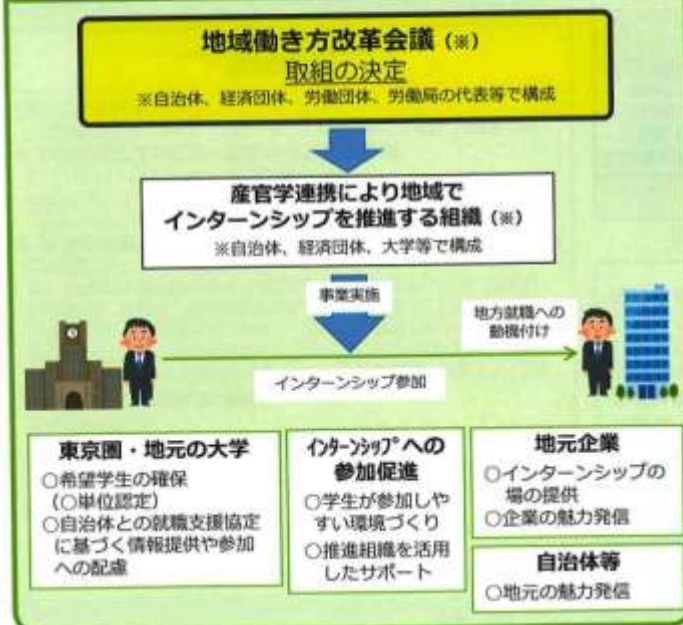 地域働き方改革会議(※)
取組の決定
※自治体、経済団体、労働団体、労働局の代表等で構成
産官学連携により地域で
インターンシップを推進する組織(※)
※自治体、経済団体、大学等で構成
事業実施
地方就職への
動機付け
インターンシップ参加
東京圏・地元の大学
○希望学生の確保
(○単位認定)
○自治体との就職支援協定
に基づく情報提供や参加
への配慮
インターンシップへの
参加促進
○学生が参加しや
すい環境づくり
○推進組織を活用
したサポート
地元企業
○インターンシップの
場の提供
○企業の魅力発信
自治体等
○地元の魅力発信